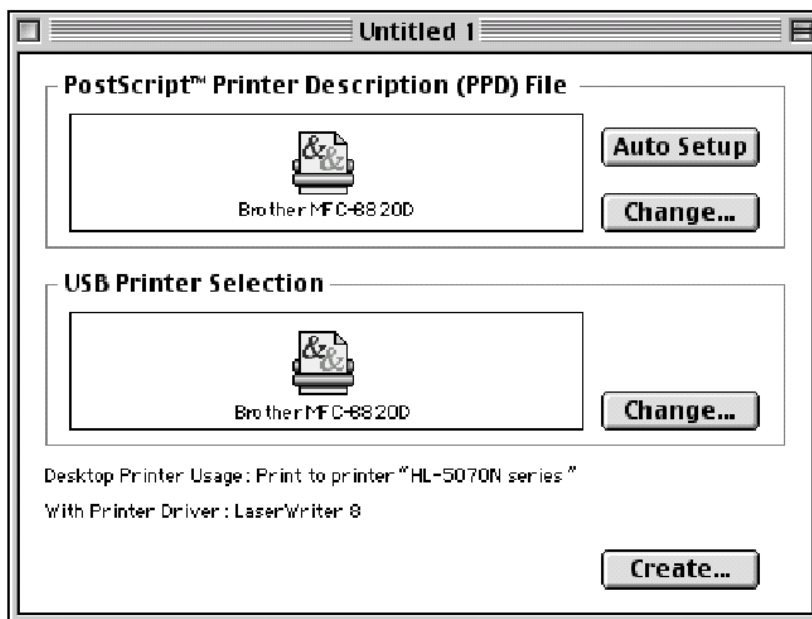 Untitled 1
PostScript™ Printer Description (PPD) File
Auto Setup
Brother MFC-8820D
Change...
USB Printer Selection
Brother MFC-8820D
Change...
Desktop Printer Usage: Print to printer “HL-5070N series ”
With Printer Driver: LaserWriter 8
Create...